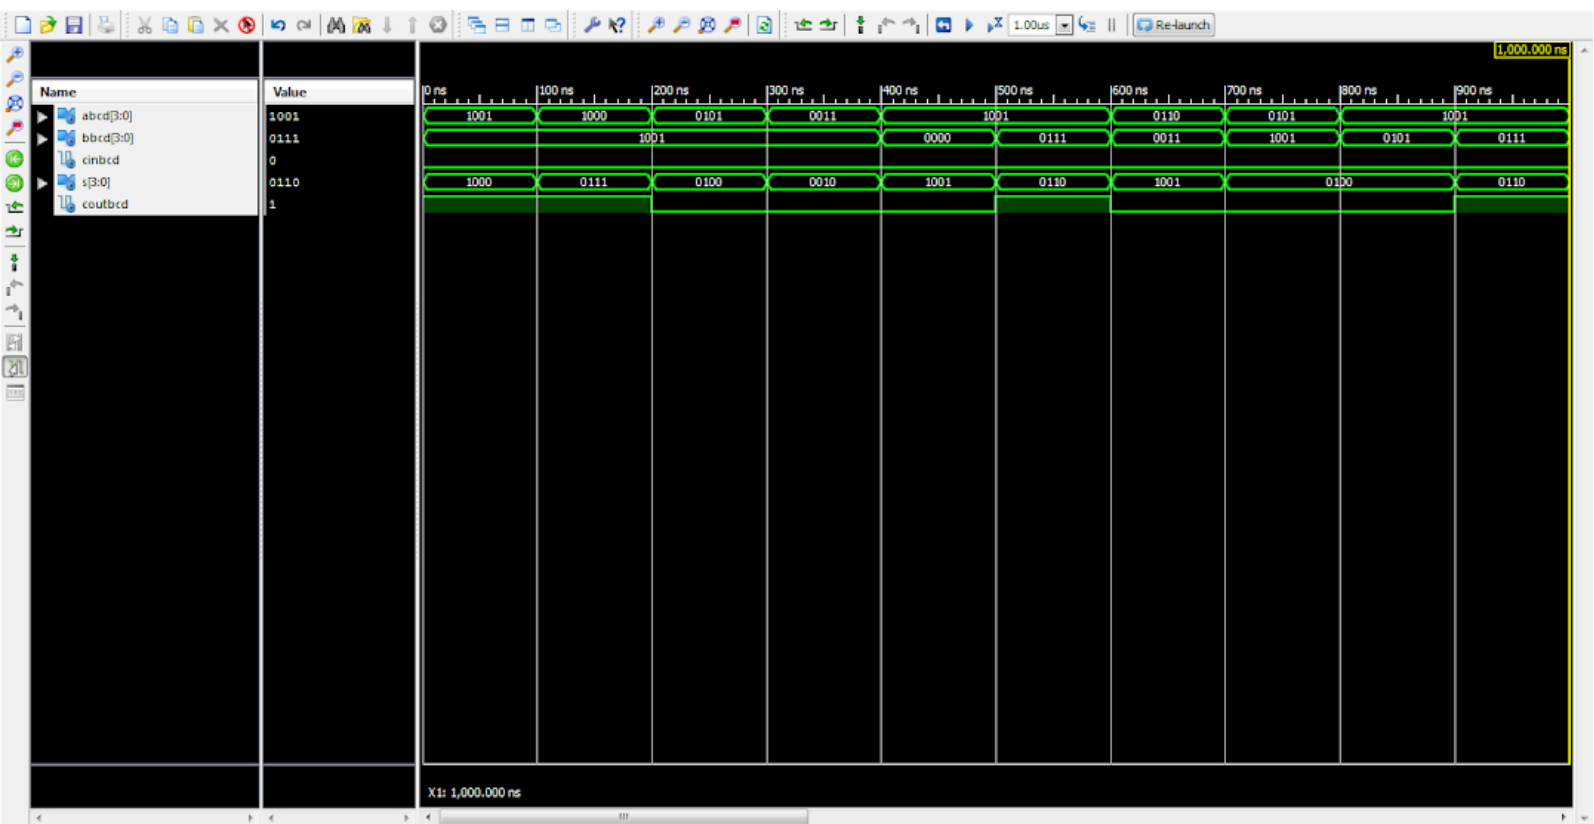 1.00us Re-launch
1,000.000 ns
Name Value 0 ns 100 ns 200 ns 300 ns 400 ns 500 ns 600 ns 700 ns 800 ns 900 ns
abcd[3:0] 1001 1001 1000 0101 0011 1001 0110 0101 1001
bbcd[3:0] 0111 1001 0000 0111 0011 1001 0101 0111
cinbcd 0
s[3:0] 0110 1000 0111 0100 0010 1001 0110 1001 0100 0110
coutbcd 1
X1: 1,000.000 ns